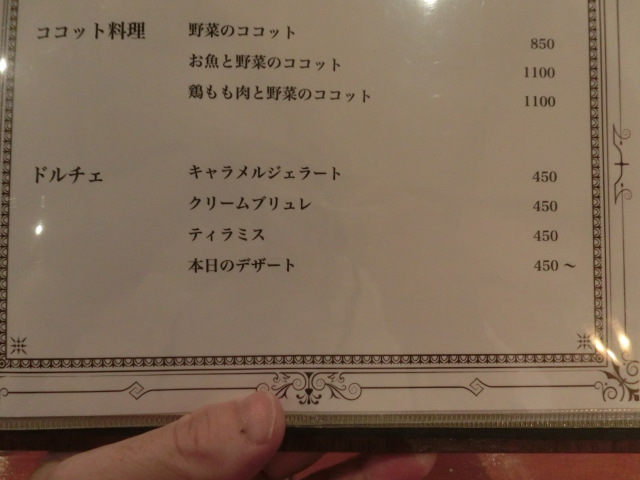 ココット料理 野菜のココット 850
お魚と野菜のココット 1100
鶏もも肉と野菜のココット 1100
ドルチェ キャラメルジェラート 450
クリームブリュレ 450
ティラミス 450
本日のデザート 450 ～